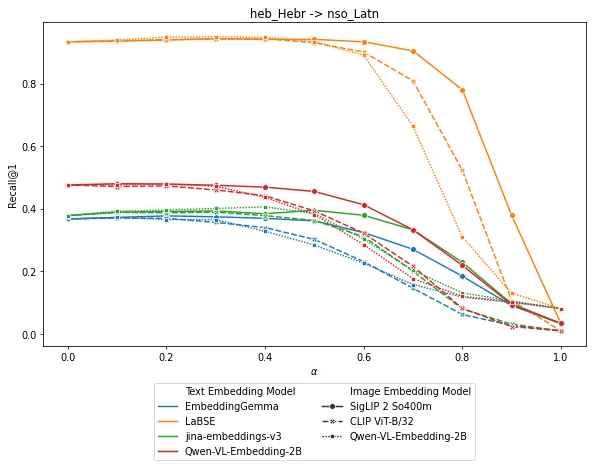 heb_Hebr -> nso_Latn
Recall@1
0.8
0.6
0.4
0.2
0.0
0.0 0.2 0.4 0.6 0.8 1.0
α
Text Embedding Model Image Embedding Model
EmbeddingGemma SigLIP 2 So400m
LaBSE CLIP ViT-B/32
jina-embeddings-v3 Qwen-VL-Embedding-2B
Qwen-VL-Embedding-2B